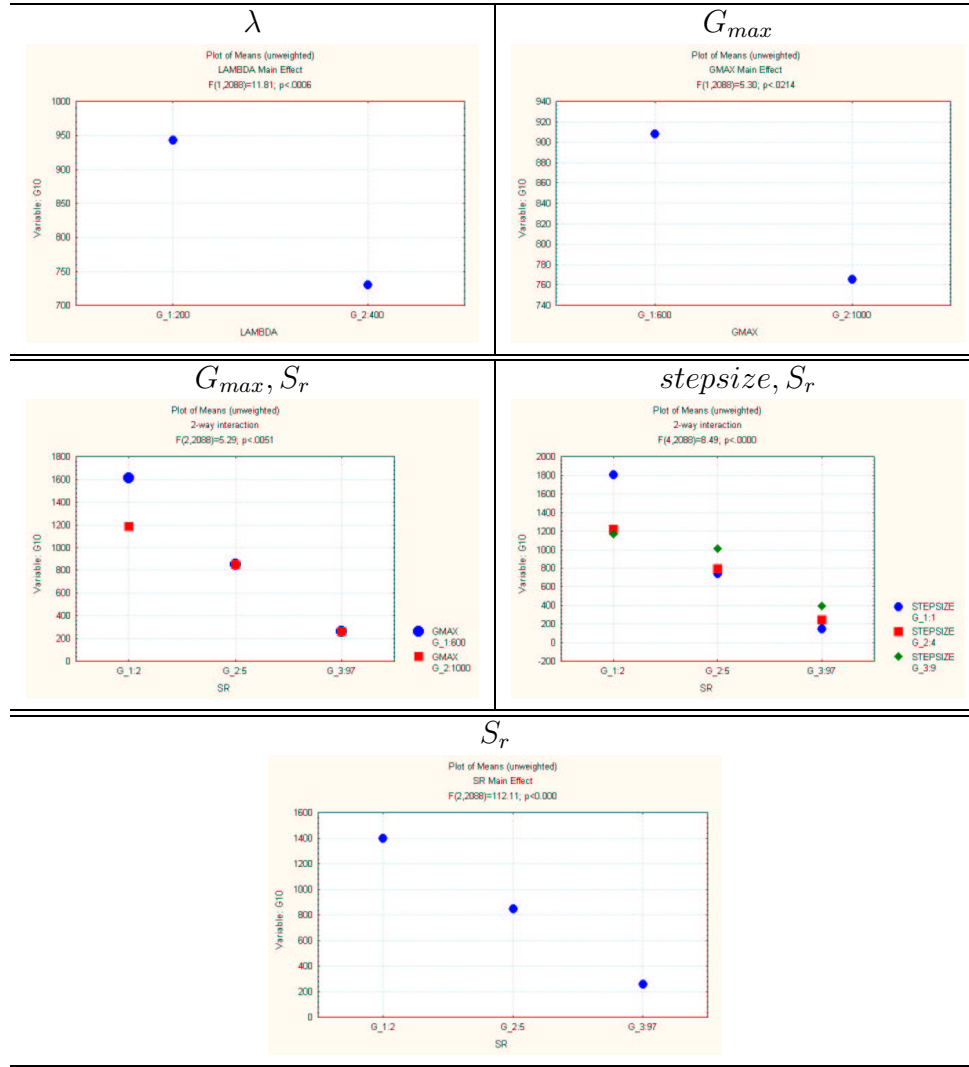 λ
Plot of Means (unweighted)
LAMBDA Main Effect
F(1,2088)=11.81; p<.0006
Variable: G10
1000
950
900
850
800
750
700
G_1:200
G_2:400
LAMBDA
G_max
Plot of Means (unweighted)
GMAX Main Effect
F(1,2088)=5.30; p<.0214
Variable: G10
940
920
900
880
860
840
820
800
780
760
740
G_1:600
G_2:1000
GMAX
G_max, S_r
Plot of Means (unweighted)
2-way interaction
F(2,2088)=5.29; p<.0051
Variable: G10
1800
1600
1400
1200
1000
800
600
400
200
0
G_1:2
G_2:5
G_3:97
SR
GMAX
G_1:600
GMAX
G_2:1000
stepsize, S_r
Plot of Means (unweighted)
2-way interaction
F(4,2088)=8.49; p<.0000
Variable: G10
2000
1800
1600
1400
1200
1000
800
600
400
200
0
-200
G_1:2
G_2:5
G_3:97
SR
STEPSIZE
G_1:1
STEPSIZE
G_2:4
STEPSIZE
G_3:9
S_r
Plot of Means (unweighted)
SR Main Effect
F(2,2088)=112.11; p<0.000
Variable: G10
1600
1400
1200
1000
800
600
400
200
0
G_1:2
G_2:5
G_3:97
SR